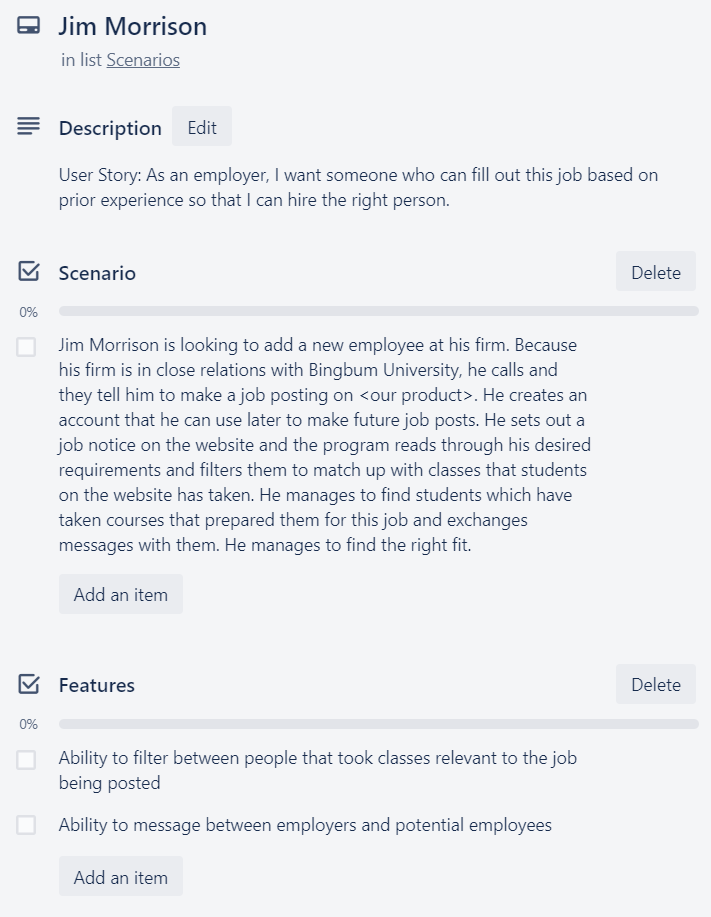 Jim Morrison
in list Scenarios
Description Edit
User Story: As an employer, I want someone who can fill out this job based on
prior experience so that I can hire the right person.
Scenario Delete
0%
Jim Morrison is looking to add a new employee at his firm. Because
his firm is in close relations with Bingbum University, he calls and
they tell him to make a job posting on <our product>. He creates an
account that he can use later to make future job posts. He sets out a
job notice on the website and the program reads through his desired
requirements and filters them to match up with classes that students
on the website has taken. He manages to find students which have
taken courses that prepared them for this job and exchanges
messages with them. He manages to find the right fit.
Add an item
Features Delete
0%
Ability to filter between people that took classes relevant to the job
being posted
Ability to message between employers and potential employees
Add an item